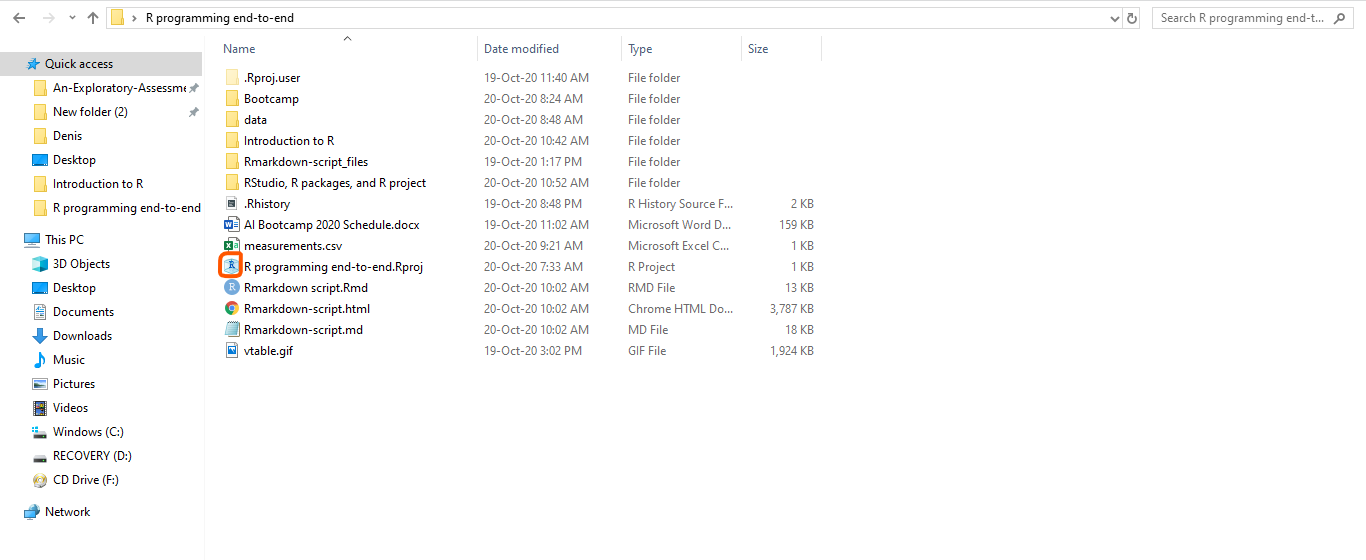 R programming end-to-end
Search R programming end-t...
Name Date modified Type Size
Quick access
An-Exploratory-Assessme
New folder (2)
Denis
Desktop
Introduction to R
R programming end-to-end
This PC
3D Objects
Desktop
Documents
Downloads
Music
Pictures
Videos
Windows (C:)
RECOVERY (D:)
CD Drive (F:)
Network
.Rproj.user 19-Oct-20 11:40 AM File folder
Bootcamp 20-Oct-20 8:24 AM File folder
data 20-Oct-20 8:48 AM File folder
Introduction to R 20-Oct-20 10:42 AM File folder
Rmarkdown-script_files 19-Oct-20 1:17 PM File folder
RStudio, R packages, and R project 20-Oct-20 10:52 AM File folder
.Rhistory 19-Oct-20 8:48 PM R History Source F... 2 KB
AI Bootcamp 2020 Schedule.docx 19-Oct-20 11:02 AM Microsoft Word D... 159 KB
measurements.csv 20-Oct-20 9:21 AM Microsoft Excel C... 1 KB
R programming end-to-end.Rproj 20-Oct-20 7:33 AM R Project 1 KB
Rmarkdown script.Rmd 20-Oct-20 10:02 AM RMD File 13 KB
Rmarkdown-script.html 20-Oct-20 10:02 AM Chrome HTML Do... 3,787 KB
Rmarkdown-script.md 20-Oct-20 10:02 AM MD File 18 KB
vtable.gif 19-Oct-20 3:02 PM GIF File 1,924 KB